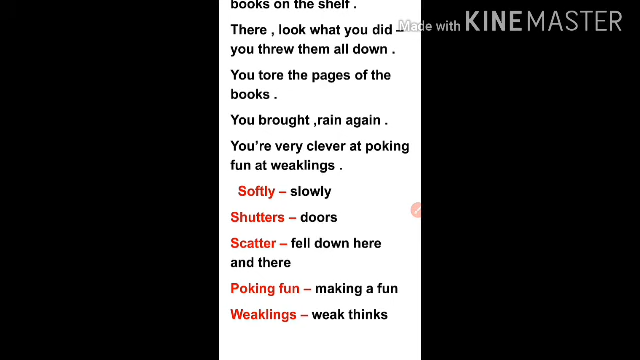 books on the shelf .
Made with KINEMASTER
There , look what you did –
you threw them all down .
You tore the pages of the
books .
You brought ,rain again .
You're very clever at poking
fun at weaklings .
Softly – slowly
Shutters – doors
Scatter – fell down here
and there
Poking fun – making a fun
Weaklings – weak thinks